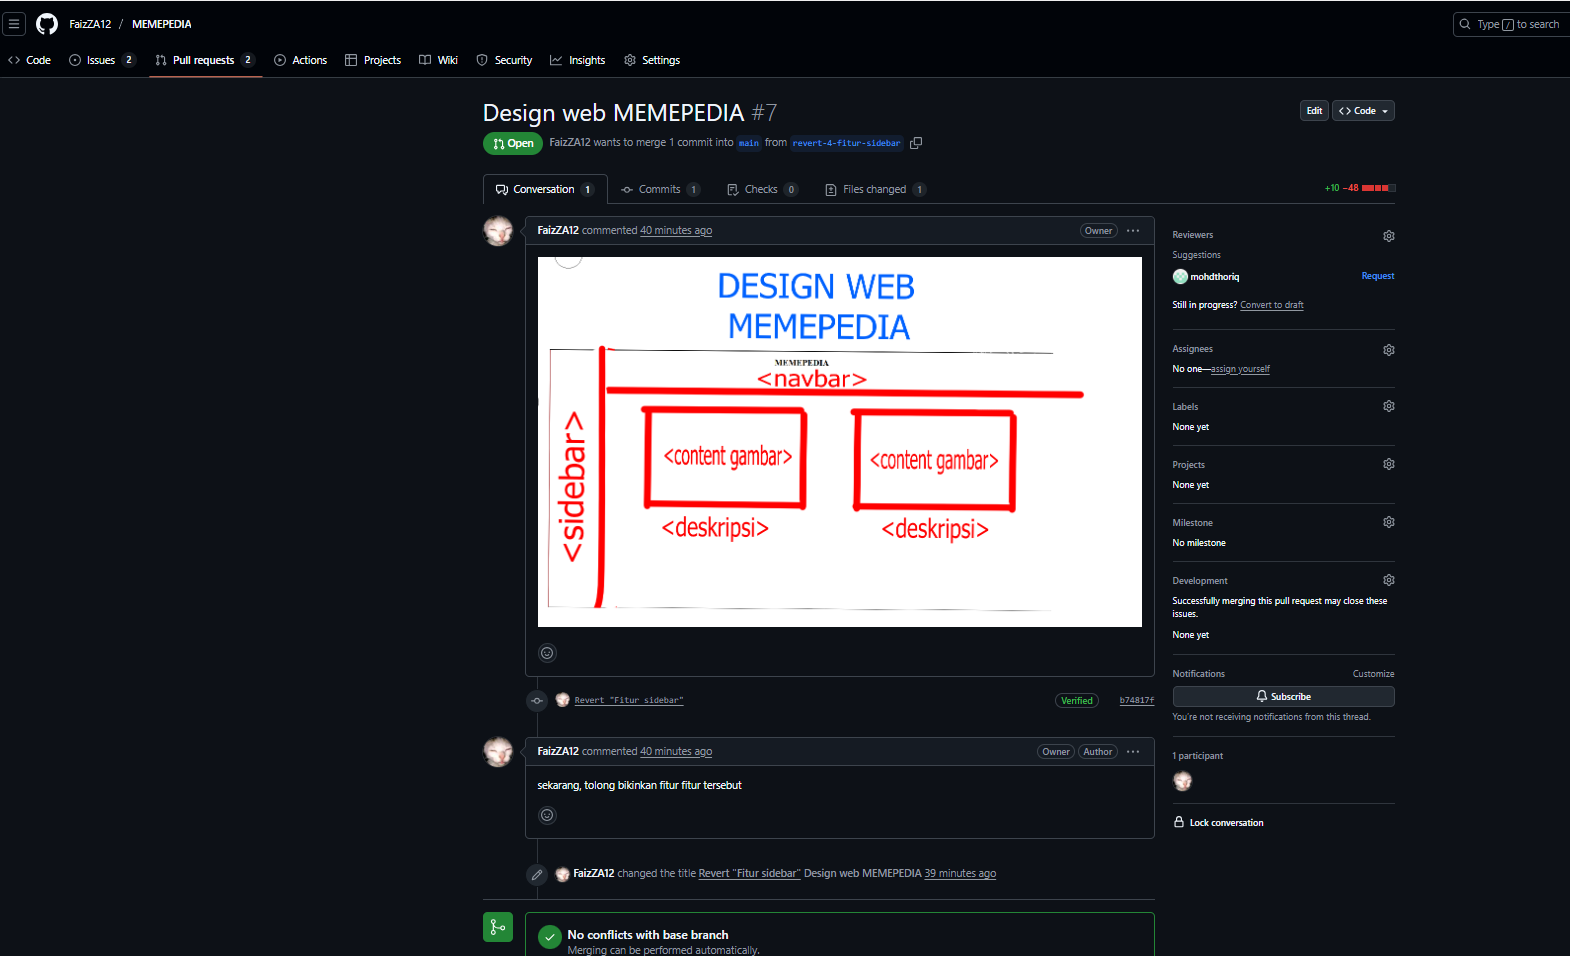 FaizZA12 / MEMEPEDIA
Type / to search
Code Issues 2 Pull requests 2 Actions Projects Wiki Security Insights Settings
Design web MEMEPEDIA #7
Edit Code
Open FaizZA12 wants to merge 1 commit into main from revert-4-fitur-sidebar
Conversation 1 Commits 1 Checks 0 Files changed 1
+10 −48
FaizZA12 commented 40 minutes ago Owner
DESIGN WEB
MEMEPEDIA
MEMEPEDIA
<navbar>
<sidebar>
<content gambar> <content gambar>
<deskripsi> <deskripsi>
Revert "Fitur sidebar" Verified b74817f
FaizZA12 commented 40 minutes ago Owner Author
sekarang, tolong bikinkan fitur fitur tersebut
FaizZA12 changed the title Revert "Fitur sidebar" Design web MEMEPEDIA 39 minutes ago
No conflicts with base branch
Merging can be performed automatically.
Reviewers
Suggestions
mohdthoriq Request
Still in progress? Convert to draft
Assignees
No one—assign yourself
Labels
None yet
Projects
None yet
Milestone
No milestone
Development
Successfully merging this pull request may close these
issues.
None yet
Notifications Customize
Subscribe
You're not receiving notifications from this thread.
1 participant
Lock conversation